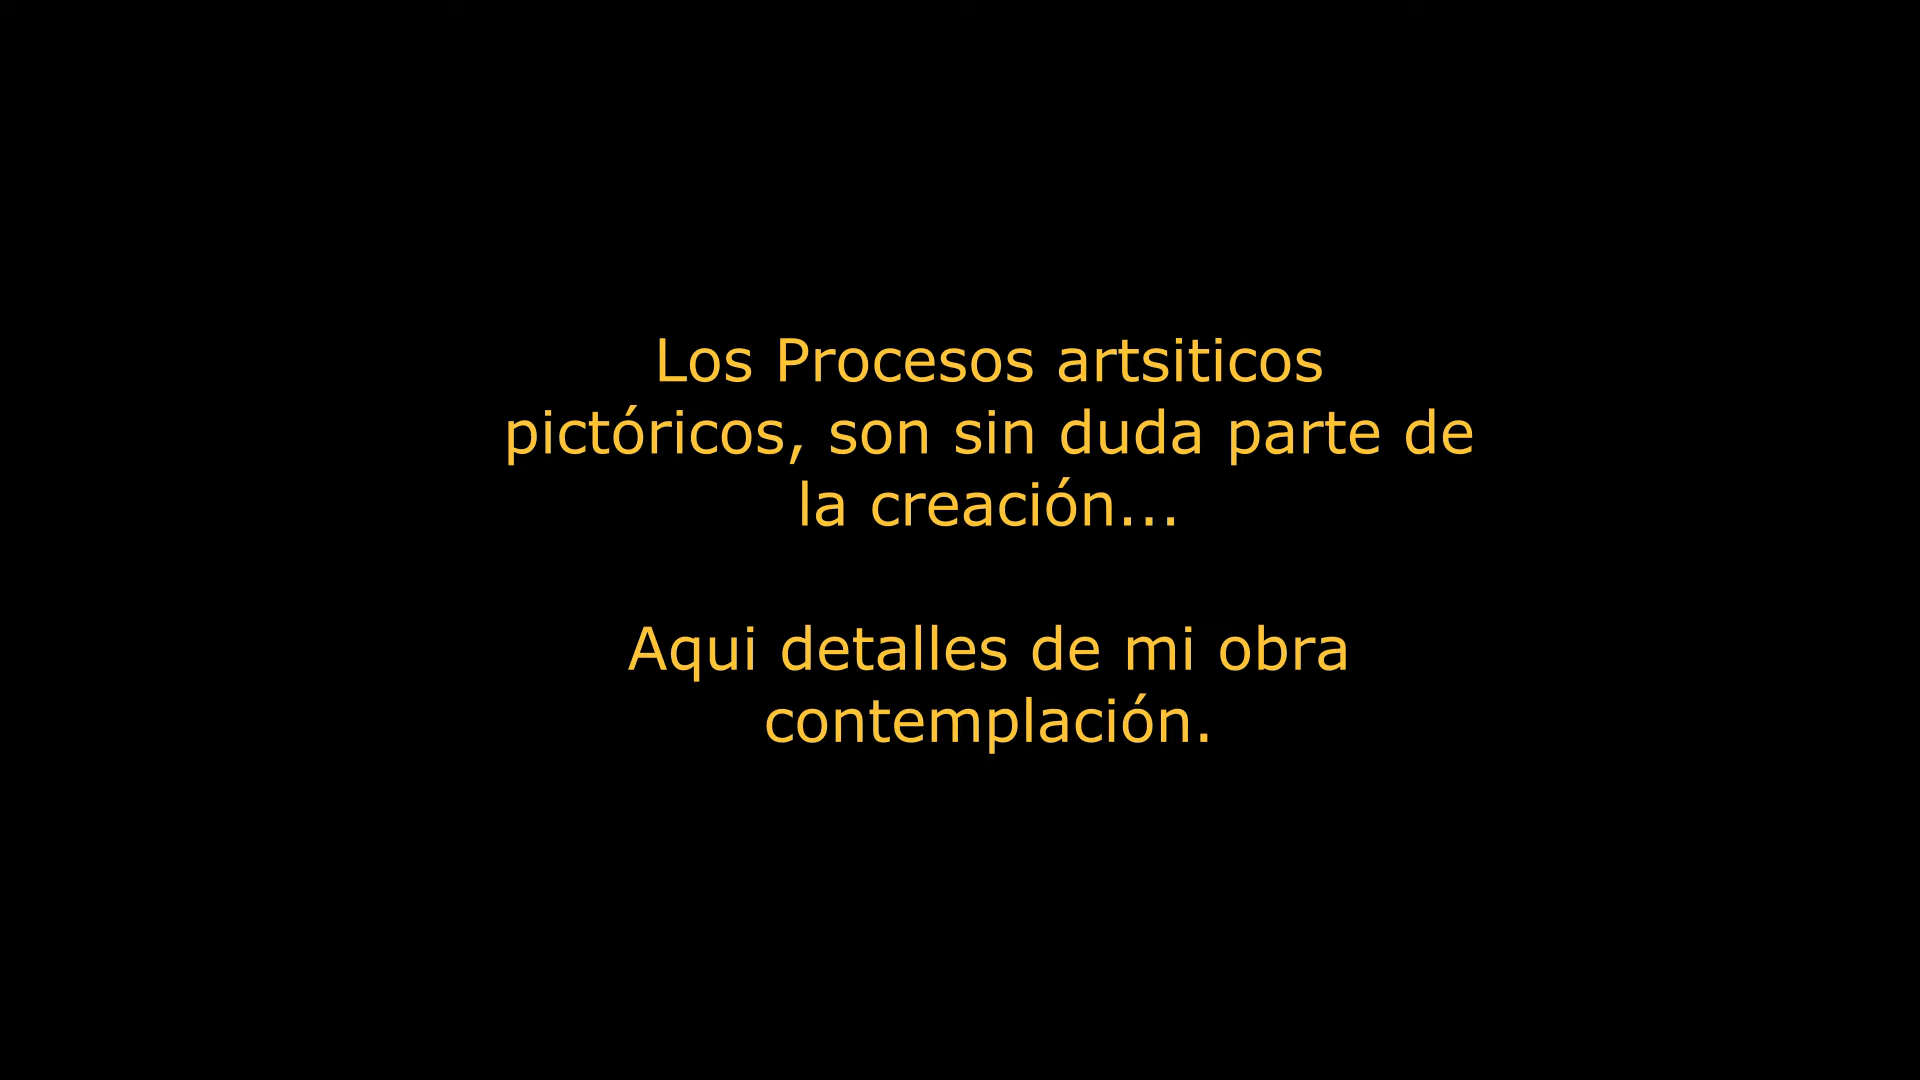 Los Procesos artsiticos
pictóricos, son sin duda parte de
la creación...
Aqui detalles de mi obra
contemplación.